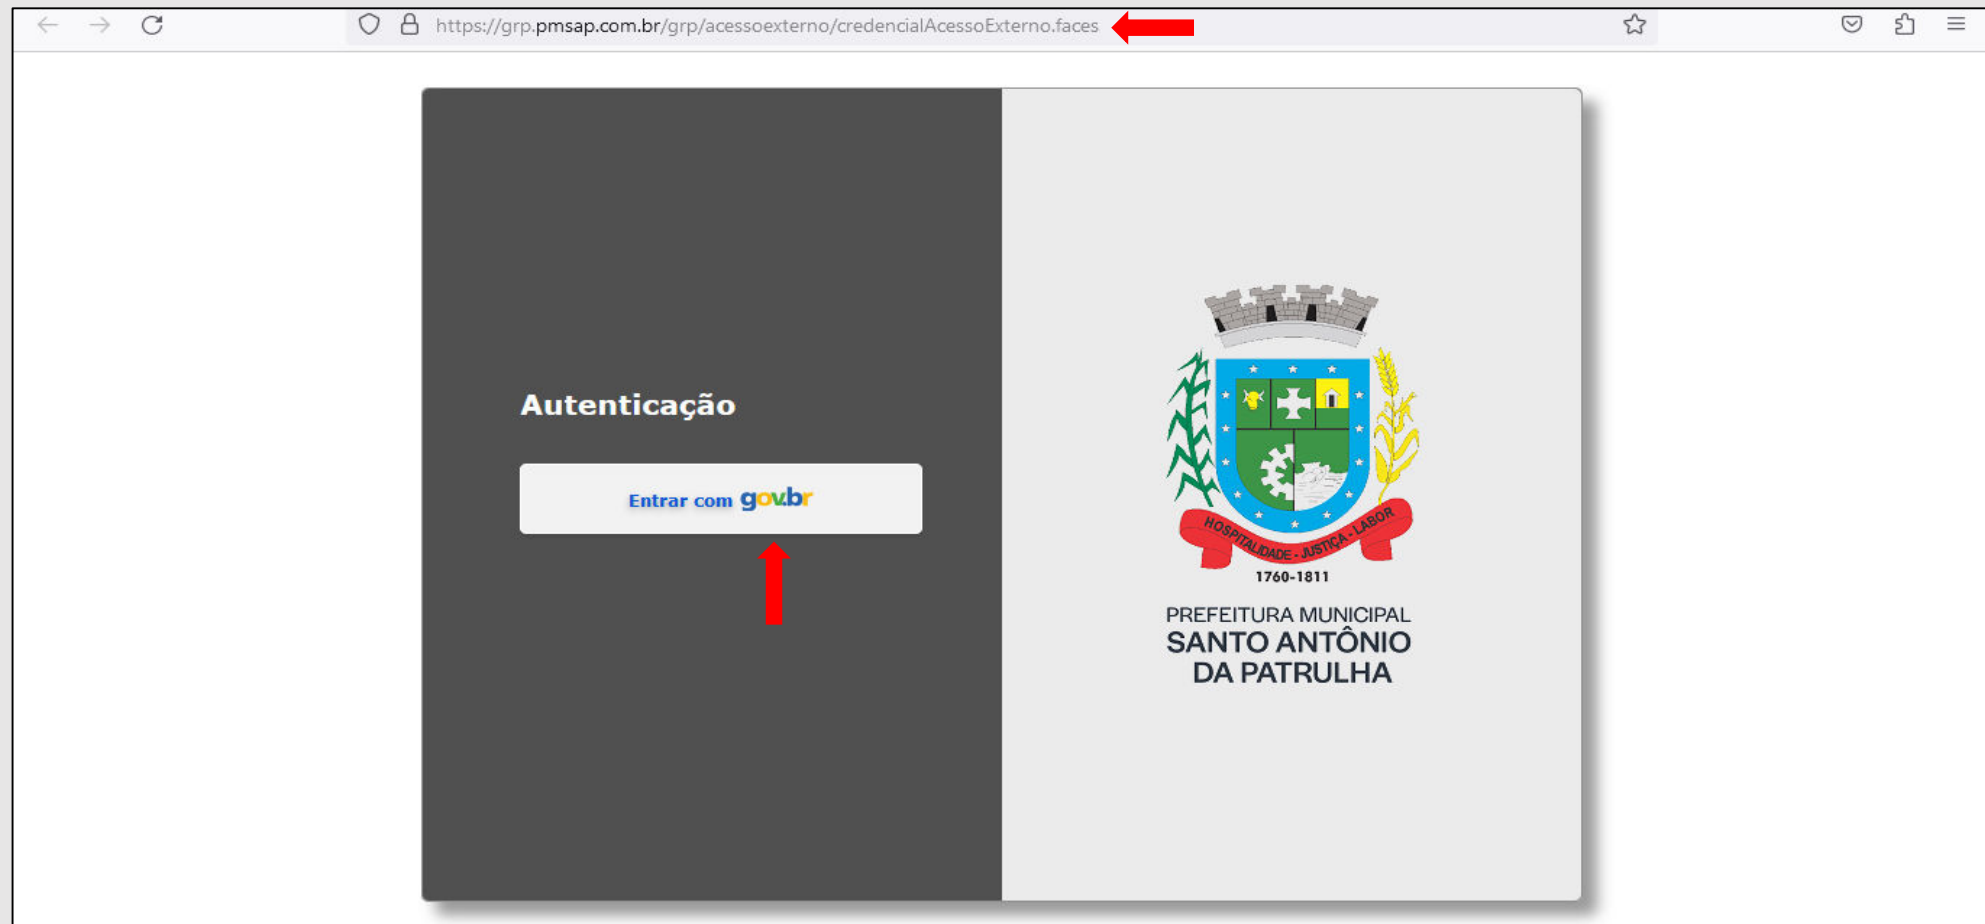 https://grp.pmsap.com.br/grp/acessoexterno/credencialAcessoExterno.faces
Autenticação
Entrar com gov.br
HOSPITALIDADE - JUSTIÇA - LABOR
1760-1811
PREFEITURA MUNICIPAL
SANTO ANTÔNIO
DA PATRULHA